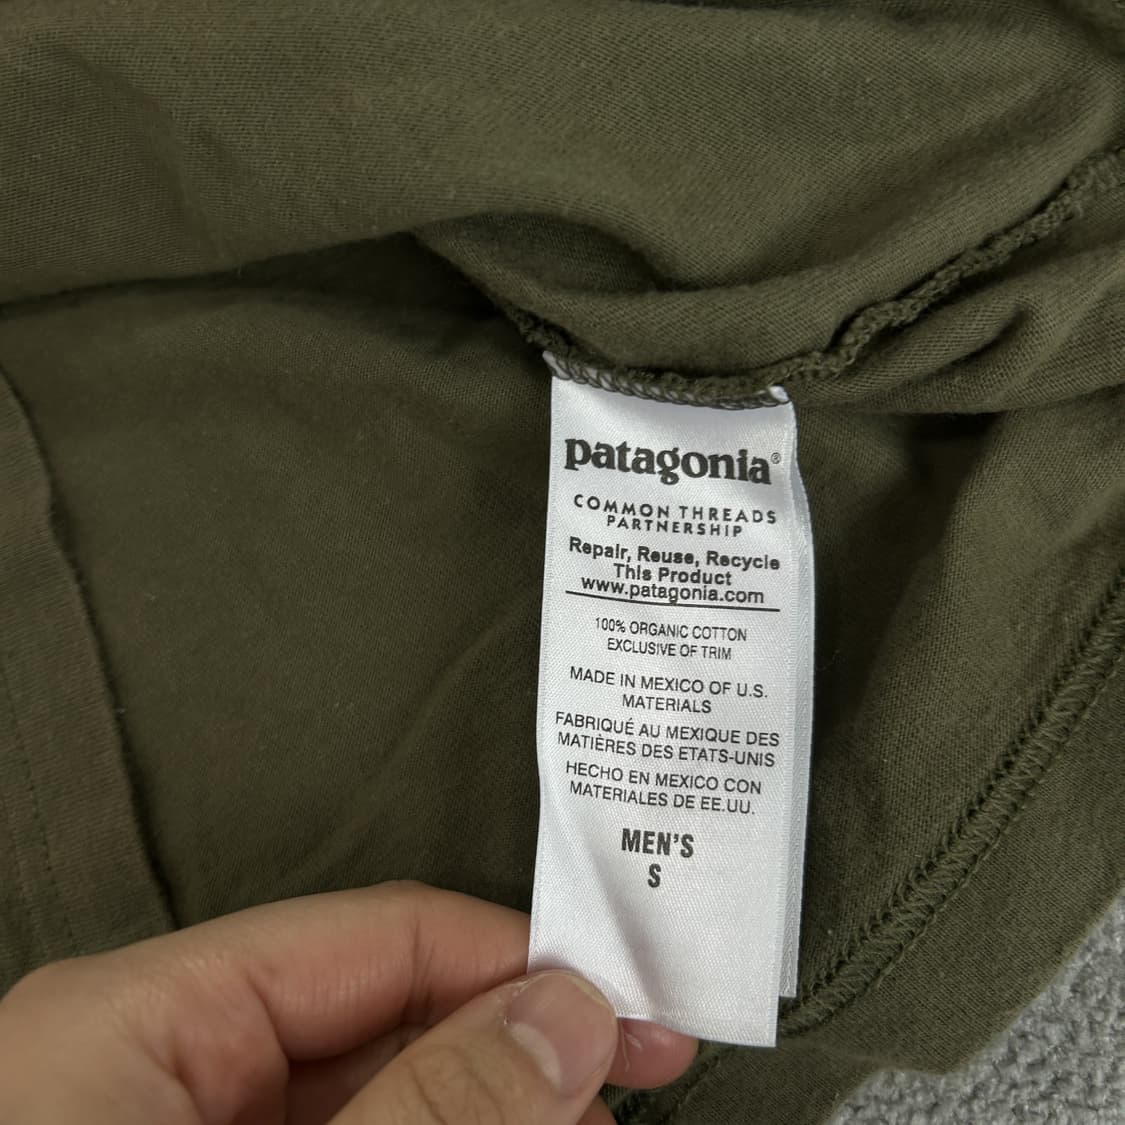 patagonia®
COMMON THREADS
PARTNERSHIP
Repair, Reuse, Recycle
This Product
www.patagonia.com
100% ORGANIC COTTON
EXCLUSIVE OF TRIM
MADE IN MEXICO OF U.S.
MATERIALS
FABRIQUÉ AU MEXIQUE DES
MATIÈRES DES ETATS-UNIS
HECHO EN MEXICO CON
MATERIALES DE EE.UU.
MEN'S
S